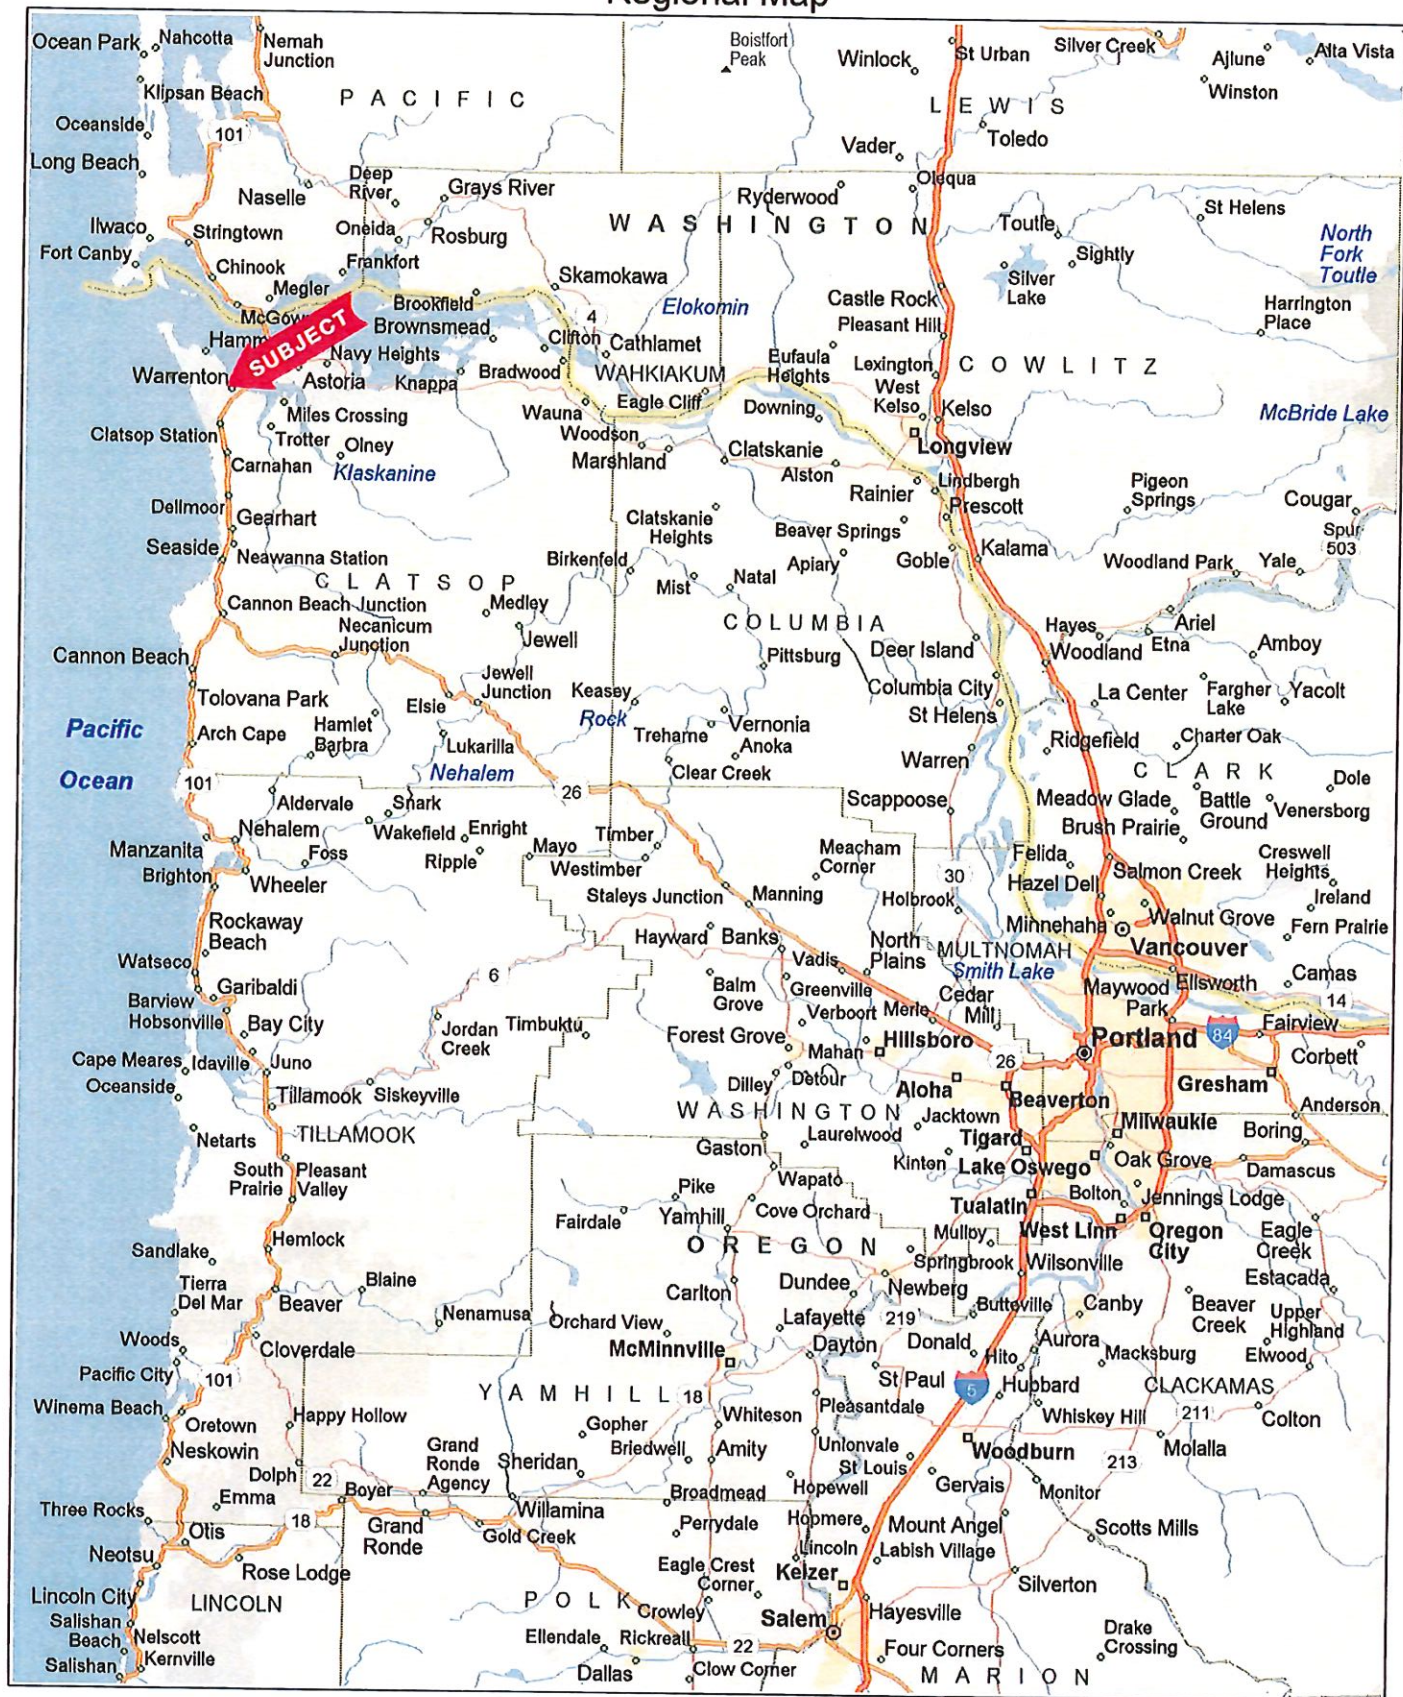 Regional Map
Ocean Park
Nahcotta
Nemah
Junction
Boistfort
Peak
Winlock
St Urban
Silver Creek
Ajlune
Alta Vista
Klipsan Beach
PACIFIC
Winston
LEWIS
Oceanside
101
Toledo
Long Beach
Vader
Deep
River
Grays River
Naselle
Ryderwood
Olequa
WASHINGTON
St Helens
Ilwaco
Stringtown
Oneida
Rosburg
Toutle
North
Fork
Toutle
Fort Canby
Chinook
Frankfort
Skamokawa
Sightly
Silver
Lake
Megler
Brookfield
Elokomin
Castle Rock
Harrington
Place
SUBJECT
Brownsmead
4
Pleasant Hill
Clifton
Cathlamet
Navy Heights
Eufaula
Heights
Lexington
COWLITZ
Warrenton
Astoria
Knappa
Bradwood
WAHKIAKUM
West
Kelso
Kelso
Miles Crossing
Wauna
Eagle Cliff
Downing
McBride Lake
Clatsop Station
Trotter
Olney
Woodson
Longview
Carnahan
Klaskanine
Marshland
Clatskanie
Alston
Lindbergh
Rainier
Pigeon
Springs
Cougar
Dellmoor
Gearhart
Clatskanie
Heights
Prescott
Beaver Springs
Spur
503
Seaside
Neawanna Station
Birkenfeld
Apiary
Goble
Kalama
Woodland Park
Yale
CLATSOP
Mist
Natal
Cannon Beach Junction
Medley
COLUMBIA
Ariel
Necanicum
Junction
Jewell
Hayes
Etna
Amboy
Cannon Beach
Pittsburg
Deer Island
Woodland
Tolovana Park
Jewell
Junction
Keasey
Columbia City
La Center
Fargher
Lake
Yacolt
Elsie
Rock
St Helens
Pacific
Ocean
Hamlet
Vernonia
Arch Cape
Barbra
Lukarilla
Treharne
Anoka
Warren
Ridgefield
Charter Oak
Nehalem
Clear Creek
CLARK
101
26
Dole
Aldervale
Snark
Scappoose
Meadow Glade
Battle
Ground
Venersborg
Nehalem
Wakefield
Enright
Timber
Brush Prairie
Manzanita
Foss
Ripple
Mayo
Westimber
Meacham
Corner
Felida
Creswell
Heights
Brighton
Wheeler
Staleys Junction
Manning
30
Hazel Dell
Salmon Creek
Ireland
Rockaway
Beach
Holbrook
Minnehaha
Walnut Grove
Fern Prairie
Hayward
Banks
North
Plains
MULTNOMAH
Vancouver
Watseco
6
Vadis
Smith Lake
Garibaldi
Balm
Grove
Greenville
Maywood
Park
Ellsworth
Camas
Barview
Cedar
Mill
14
Hobsonville
Bay City
Jordan
Creek
Timbuktu
Verboort
Merle
Fairview
Forest Grove
Hillsboro
Portland
84
Cape Meares
Idaville
Juno
Mahan
26
Corbett
Oceanside
Dilley
Detour
Aloha
Gresham
Tillamook
Siskeyville
Beaverton
Anderson
WASHINGTON
Jacktown
Milwaukie
Netarts
TILLAMOOK
Laurelwood
Tigard
Boring
Gaston
Kinton
Lake Oswego
Oak Grove
Damascus
South
Prairie
Pleasant
Valley
Pike
Wapato
Bolton
Jennings Lodge
Fairdale
Yamhill
Cove Orchard
Tualatin
Hemlock
OREGON
Mulloy
West Linn
Oregon
City
Eagle
Creek
Sandlake
Springbrook
Wilsonville
Tierra
Del Mar
Blaine
Dundee
Newberg
Estacada
Beaver
Carlton
Butteville
Canby
Beaver
Creek
Upper
Highland
Nenamusa
Orchard View
Lafayette
219
Woods
Cloverdale
McMinnville
Dayton
Donald
Aurora
Pacific City
Hito
Macksburg
Elwood
101
St Paul
5
Hubbard
CLACKAMAS
YAMHILL
18
Winema Beach
Happy Hollow
Whiteson
Pleasantdale
Whiskey Hill
211
Colton
Oretown
Gopher
Neskowin
Grand
Ronde
Agency
Briedwell
Amity
Unionvale
Woodburn
Molalla
Dolph
22
Sheridan
St Louis
213
Emma
Boyer
Broadmead
Hopewell
Gervais
Monitor
Three Rocks
18
Grand
Ronde
Willamina
Perrydale
Hopmere
Mount Angel
Scotts Mills
Otis
Gold Creek
Lincoln
Labish Village
Neotsu
Rose Lodge
Eagle Crest
Corner
Keizer
Silverton
Lincoln City
LINCOLN
POLK
Crowley
Salem
Hayesville
Salishan
Beach
Nelscott
Ellendale
Rickreall
22
Drake
Crossing
Kernville
Four Corners
Salishan
Dallas
Clow Corner
MARION